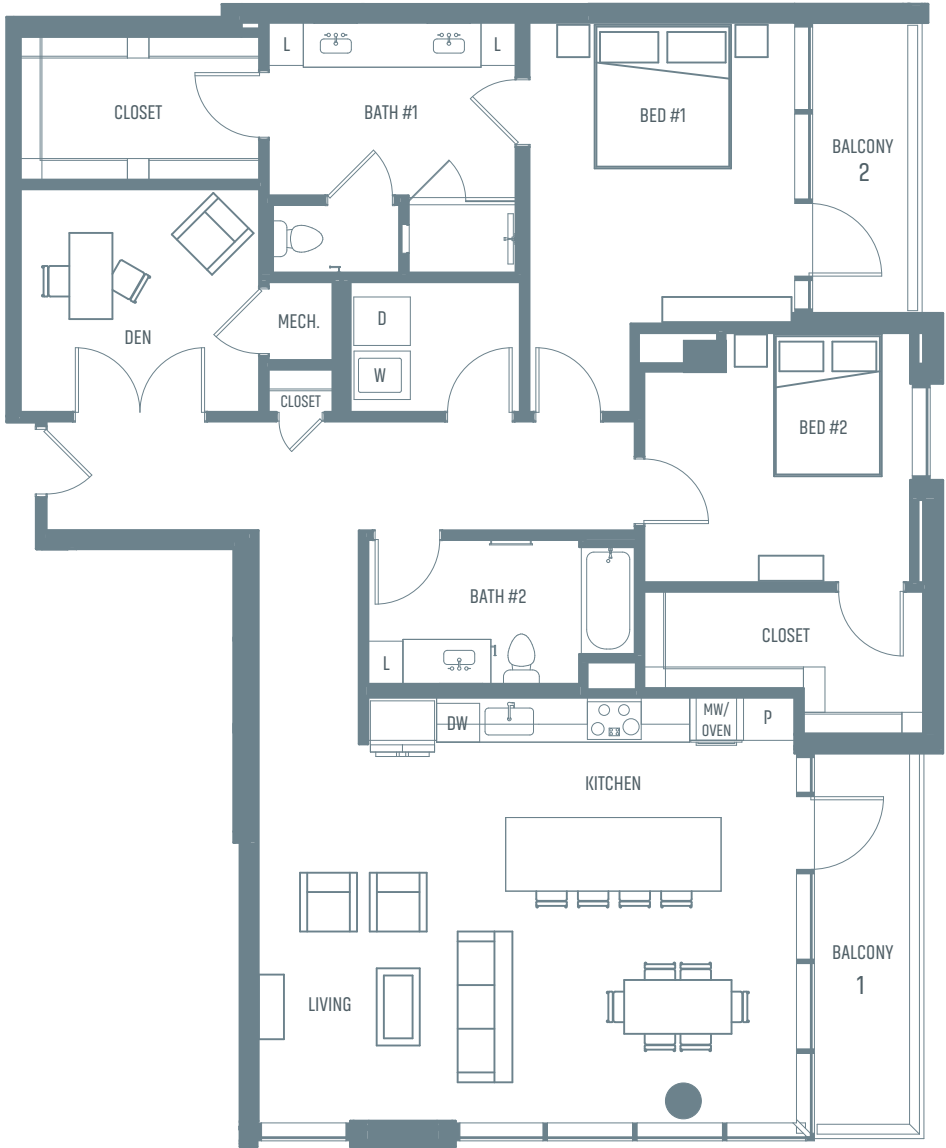 L
L
CLOSET
BATH #1
BED #1
BALCONY
2
MECH.
D
DEN
W
CLOSET
BED #2
BATH #2
1
L
CLOSET
DW
MW/
OVEN
P
KITCHEN
BALCONY
1
LIVING